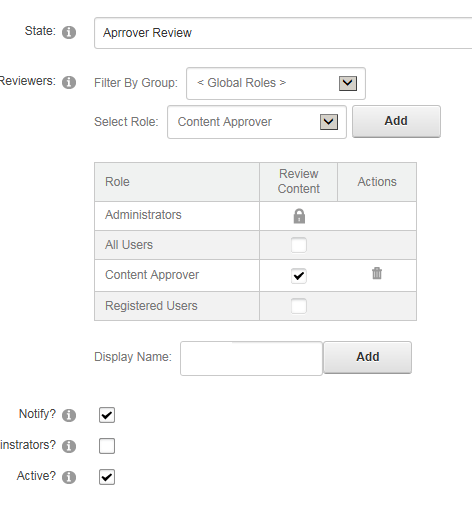 State: Aprrover Review
Reviewers: Filter By Group: < Global Roles >
Select Role: Content Approver Add
Role Review Content Actions
Administrators
All Users
Content Approver
Registered Users
Display Name: Add
Notify?
instrators?
Active?